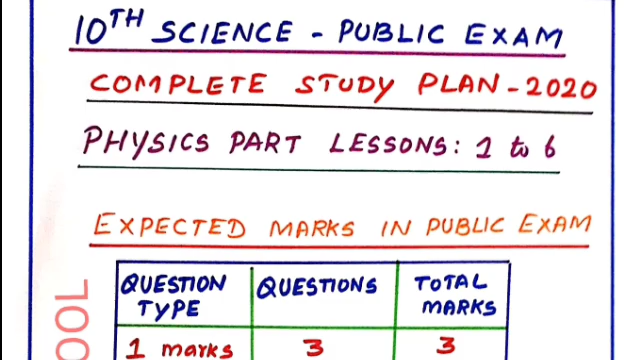 10TH SCIENCE - PUBLIC EXAM
COMPLETE STUDY PLAN - 2020
PHYSICS PART LESSONS: 1 to 6
EXPECTED MARKS IN PUBLIC EXAM
QUESTION TYPE QUESTIONS TOTAL MARKS
1 marks 3 3
OOL